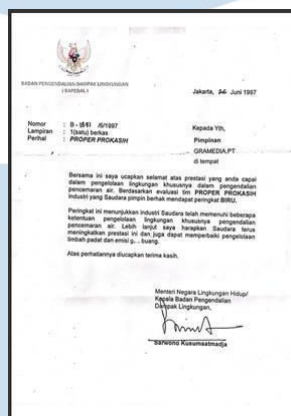 BADAN PENGENDALIAN DAMPAK LINGKUNGAN
( BAPEDAL )
Jakarta, 26 Juni 1997
Nomor : B - /6/1997
Lampiran : 1(satu) berkas
Perihal : PROPER PROKASIH
Kepada Yth,
Pimpinan
GRAMEDIA,PT
di tempat
Bersama ini saya ucapkan selamat atas prestasi yang anda capai
dalam pengelolaan lingkungan khususnya dalam pengendalian
pencemaran air. Berdasarkan evaluasi tim PROPER PROKASIH
industri yang Saudara pimpin berhak mendapat peringkat BIRU.
Peringkat ini menunjukkan industri Saudara telah memenuhi beberapa
ketentuan pengelolaan lingkungan khususnya pengendalian
pencemaran air. Lebih lanjut saya harapkan Saudara terus
meningkatkan prestasi ini dan juga dapat memperbaiki pengelolaan
limbah padat dan emisi buang.
Atas perhatiannya diucapkan terima kasih.
Menteri Negara Lingkungan Hidup/
Kepala Badan Pengendalian
Dampak Lingkungan,
Sarwono Kusumaatmadja